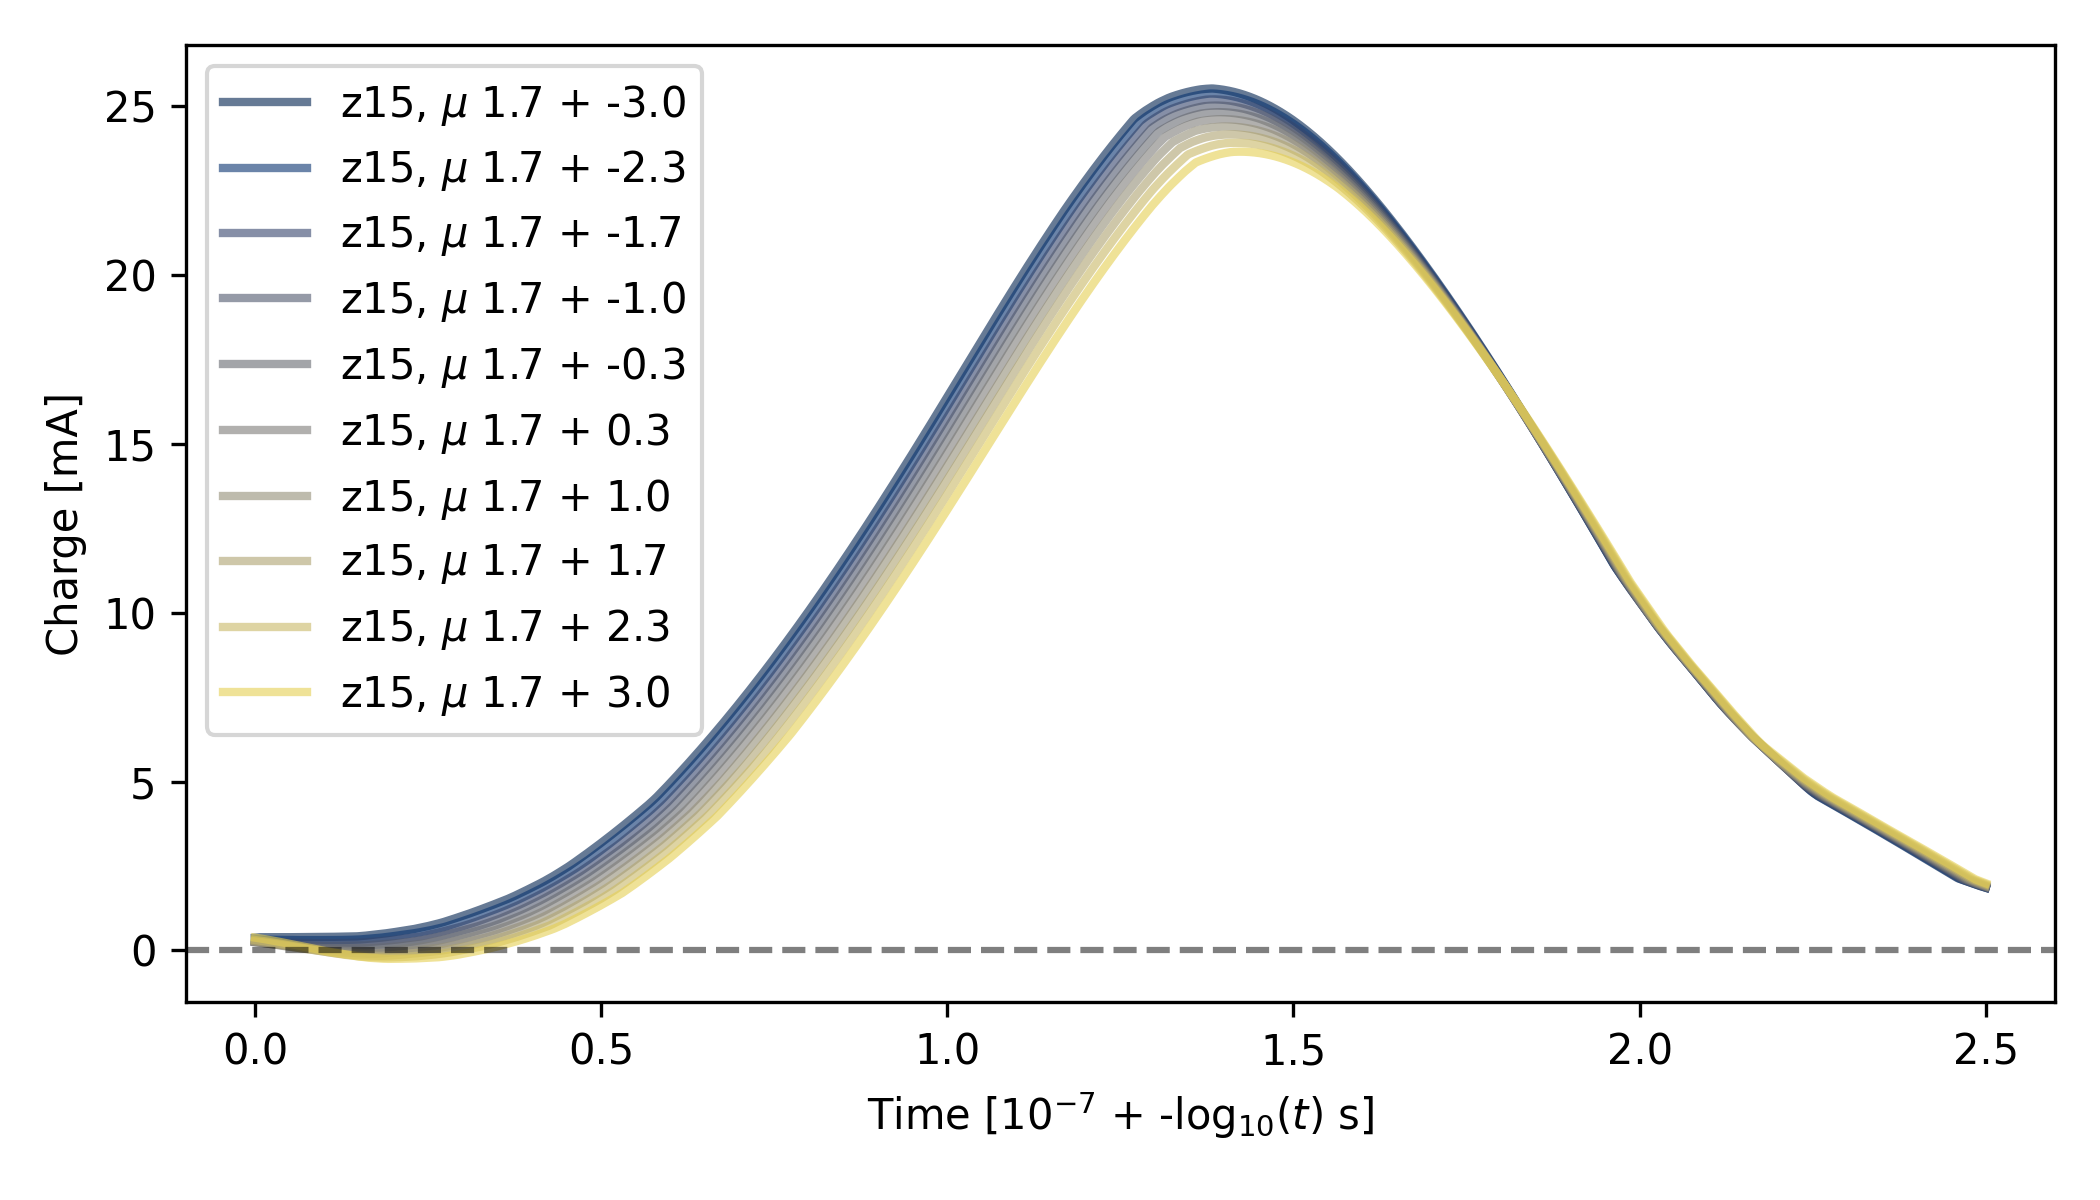 z15, μ 1.7 + -3.0
z15, μ 1.7 + -2.3
z15, μ 1.7 + -1.7
z15, μ 1.7 + -1.0
z15, μ 1.7 + -0.3
z15, μ 1.7 + 0.3
z15, μ 1.7 + 1.0
z15, μ 1.7 + 1.7
z15, μ 1.7 + 2.3
z15, μ 1.7 + 3.0
25
20
15
10
5
0
Charge [mA]
0.0 0.5 1.0 1.5 2.0 2.5
Time [10⁻⁷ + -log₁₀(t) s]